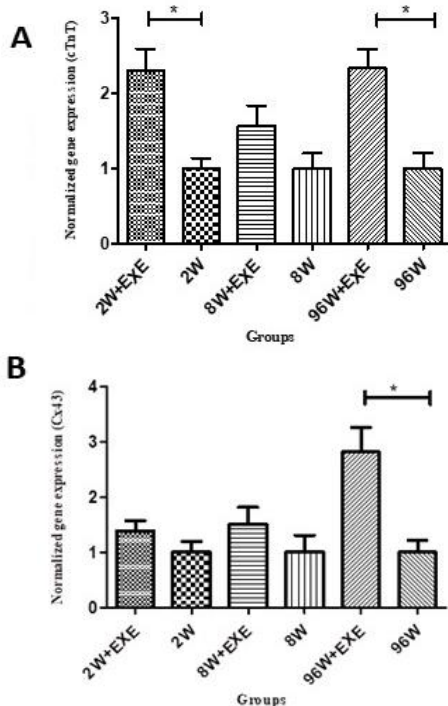 A
Normalized gene expression (cTnT)
3
2
1
0
*
*
2W+EXE
2W
8W+EXE
8W
96W+EXE
96W
Groups
B
Normalized gene expression (Cx43)
4
3
2
1
0
*
2W+EXE
2W
8W+EXE
8W
96W+EXE
96W
Groups